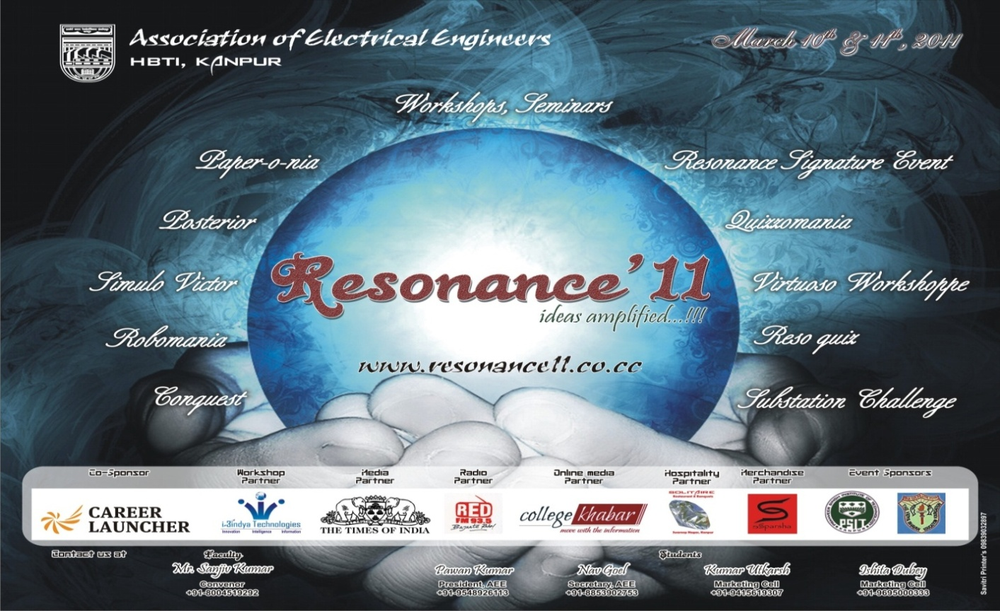 Association of Electrical Engineers
HBTI, KANPUR
March 10th & 11th, 2011
Workshops, Seminars
Paper-o-nia
Resonance Signature Event
Posterior
Quizzomania
Simulo Victor
Virtuoso Workshoppe
Robomania
Reso quiz
Conquest
Substation Challenge
Resonance'11
ideas amplified...!!!
www.resonance11.co.cc
Co-Sponsor
Workshop
Partner
Media
Partner
Radio
Partner
Online media
Partner
Hospitality
Partner
Merchandise
Partner
Event Sponsors
CAREER
LAUNCHER
i-3indya Technologies
Innovation Intelligence Information
THE TIMES OF INDIA
RED
FM 93.5
Bajaate Raho!
college khabar
move with the information
SOLITAIRE
Restaurant & Banquets
Swaroop Nagar, Kanpur
sSparsha
PSIT
Contact us at
Faculty
Mr. Sanjiv Kumar
Convenor
+91-8004519292
Students
Pawan Kumar
President, AEE
+91-9548926113
Nav Goel
Secretary, AEE
+91-8853902753
Kumar Utkarsh
Marketing Cell
+91-9415619307
Ishita Dubey
Marketing Cell
+91-9695000333
Savitri Printer's 09839032897